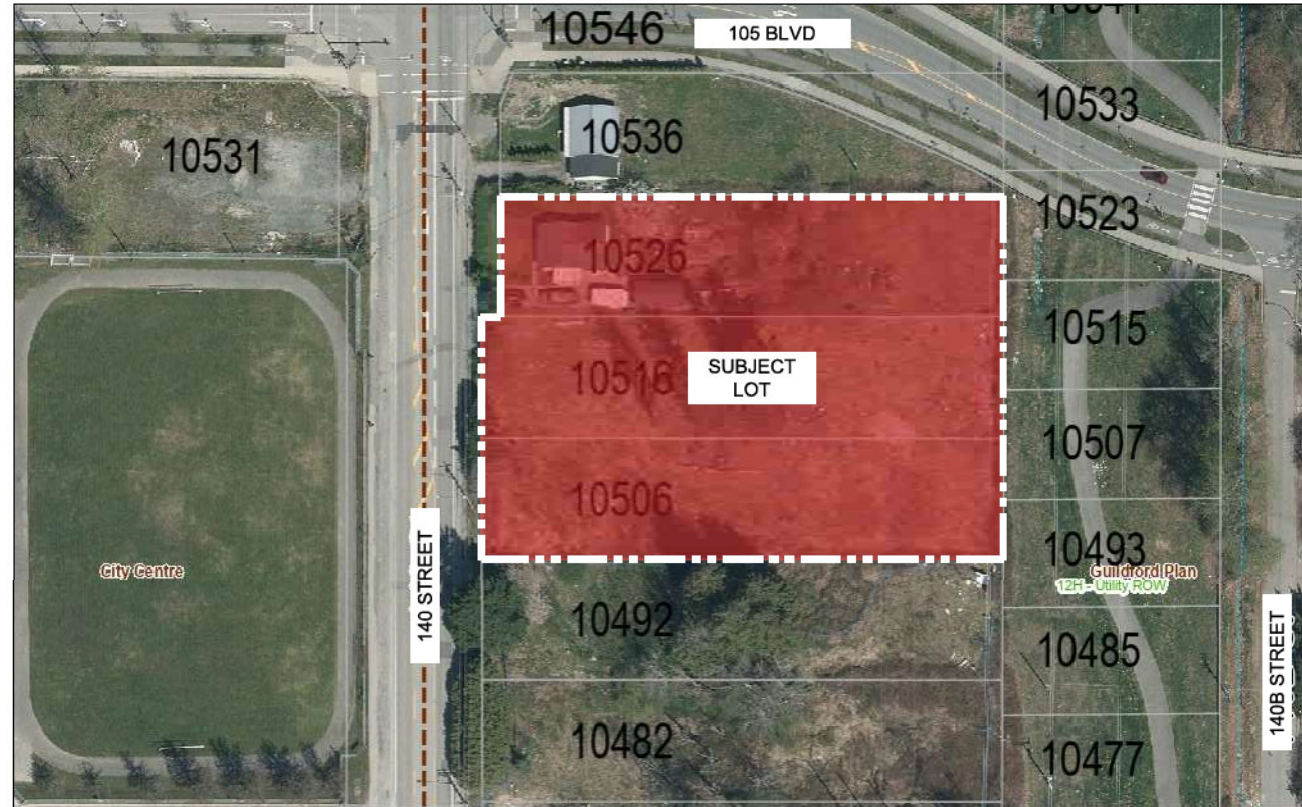 10546
105 BLVD
10533
10536
10531
10523
10526
10515
10516
SUBJECT
LOT
10507
10506
10493
City Centre
Guildford Plan
12H - Utility ROW
140 STREET
10492
10485
140B STREET
10482
10477